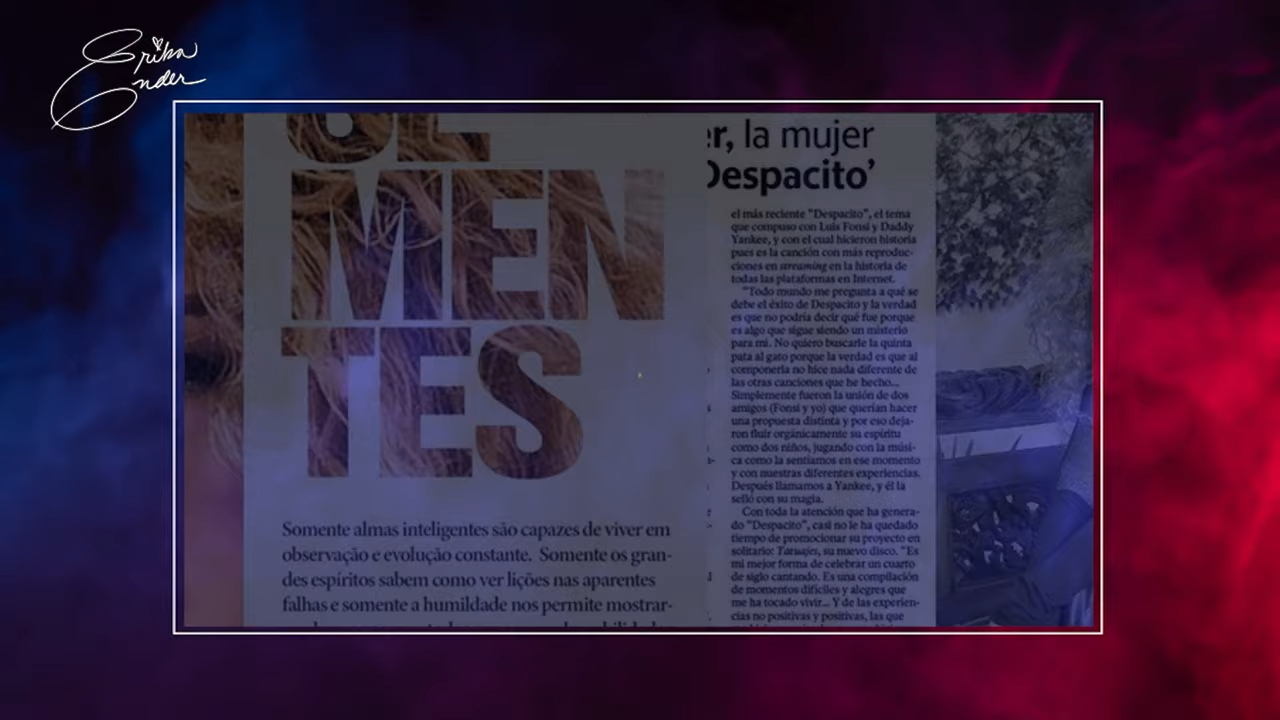 Erika
Ender
SE
MEN
TES
Somente almas inteligentes são capazes de viver em
observação e evolução constante. Somente os gran-
des espíritos sabem como ver lições nas aparentes
falhas e somente a humildade nos permite mostrar-
er, la mujer
Despacito’
el más reciente "Despacito", el tema
que compuso con Luis Fonsi y Daddy
Yankee, y con el cual hicieron historia
pues es la canción con más reproduc-
ciones en streaming en la historia de
todas las plataformas en Internet.
"Todo mundo me pregunta a qué se
debe el éxito de Despacito y la verdad
es que no podría decir qué fue porque
es algo que sigue siendo un misterio
para mí. No quiero buscarle la quinta
pata al gato porque la verdad es que al
componerla no hice nada diferente de
las otras canciones que he hecho...
Simplemente fueron la unión de dos
amigos (Fonsi y yo) que querían hacer
una propuesta distinta y por eso deja-
ron fluir orgánicamente su espíritu
como dos niños, jugando con la músi-
ca como la sentíamos en ese momento
y con nuestras diferentes experiencias.
Después llamamos a Yankee, y él la
selló con su magia.
Con toda la atención que ha genera-
do "Despacito", casi no le ha quedado
tiempo de promocionar su proyecto en
solitario: Tatuajes, su nuevo disco. "Es
mi mejor forma de celebrar un cuarto
de siglo cantando. Es una compilación
de momentos difíciles y alegres que
me ha tocado vivir... Y de las experien-
cias no positivas y positivas, las que